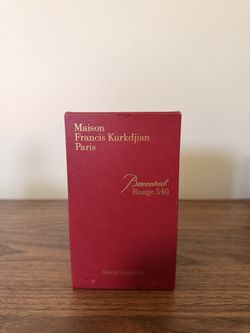 Maison
Francis Kurkdjian
Paris
Baccarat
Rouge 540
Extrait de parfum